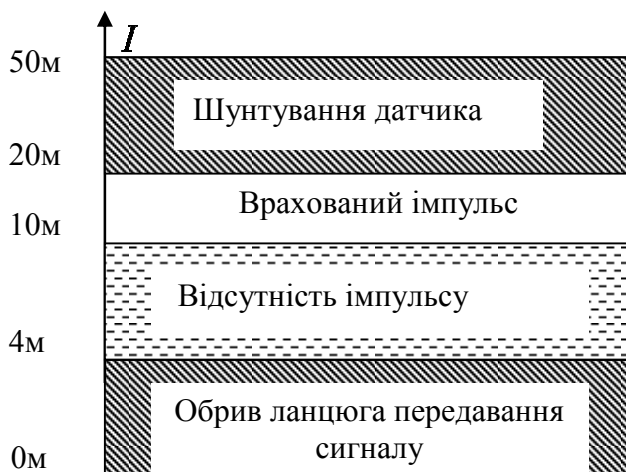 I
50м
Шунтування датчика
20м
Врахований імпульс
10м
Відсутність імпульсу
4м
Обрив ланцюга передавання
сигналу
0м